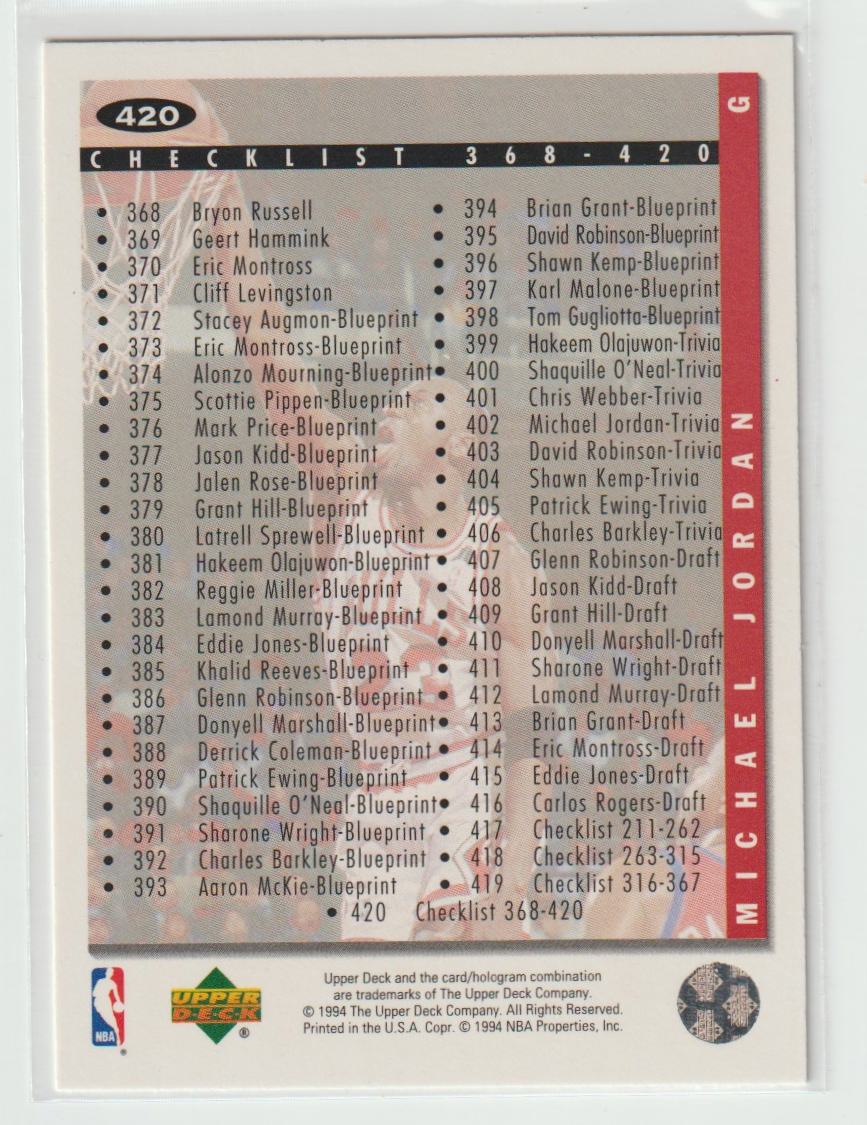 420
CHECKLIST 368-420
• 368 Bryon Russell
• 369 Geert Hammink
• 370 Eric Montross
• 371 Cliff Levingston
• 372 Stacey Augmon-Blueprint
• 373 Eric Montross-Blueprint
• 374 Alonzo Mourning-Blueprint
• 375 Scottie Pippen-Blueprint
• 376 Mark Price-Blueprint
• 377 Jason Kidd-Blueprint
• 378 Jalen Rose-Blueprint
• 379 Grant Hill-Blueprint
• 380 Latrell Sprewell-Blueprint
• 381 Hakeem Olajuwon-Blueprint
• 382 Reggie Miller-Blueprint
• 383 Lamond Murray-Blueprint
• 384 Eddie Jones-Blueprint
• 385 Khalid Reeves-Blueprint
• 386 Glenn Robinson-Blueprint
• 387 Donyell Marshall-Blueprint
• 388 Derrick Coleman-Blueprint
• 389 Patrick Ewing-Blueprint
• 390 Shaquille O'Neal-Blueprint
• 391 Sharone Wright-Blueprint
• 392 Charles Barkley-Blueprint
• 393 Aaron McKie-Blueprint
• 394 Brian Grant-Blueprint
• 395 David Robinson-Blueprint
• 396 Shawn Kemp-Blueprint
• 397 Karl Malone-Blueprint
• 398 Tom Gugliotta-Blueprint
• 399 Hakeem Olajuwon-Trivia
• 400 Shaquille O'Neal-Trivia
• 401 Chris Webber-Trivia
• 402 Michael Jordan-Trivia
• 403 David Robinson-Trivia
• 404 Shawn Kemp-Trivia
• 405 Patrick Ewing-Trivia
• 406 Charles Barkley-Trivia
• 407 Glenn Robinson-Draft
• 408 Jason Kidd-Draft
• 409 Grant Hill-Draft
• 410 Donyell Marshall-Draft
• 411 Sharone Wright-Draft
• 412 Lamond Murray-Draft
• 413 Brian Grant-Draft
• 414 Eric Montross-Draft
• 415 Eddie Jones-Draft
• 416 Carlos Rogers-Draft
• 417 Checklist 211-262
• 418 Checklist 263-315
• 419 Checklist 316-367
• 420 Checklist 368-420
MICHAEL JORDAN G
NBA
®
UPPER
D•E•C•K
®
Upper Deck and the card/hologram combination
are trademarks of The Upper Deck Company.
© 1994 The Upper Deck Company. All Rights Reserved.
Printed in the U.S.A. Copr. © 1994 NBA Properties, Inc.